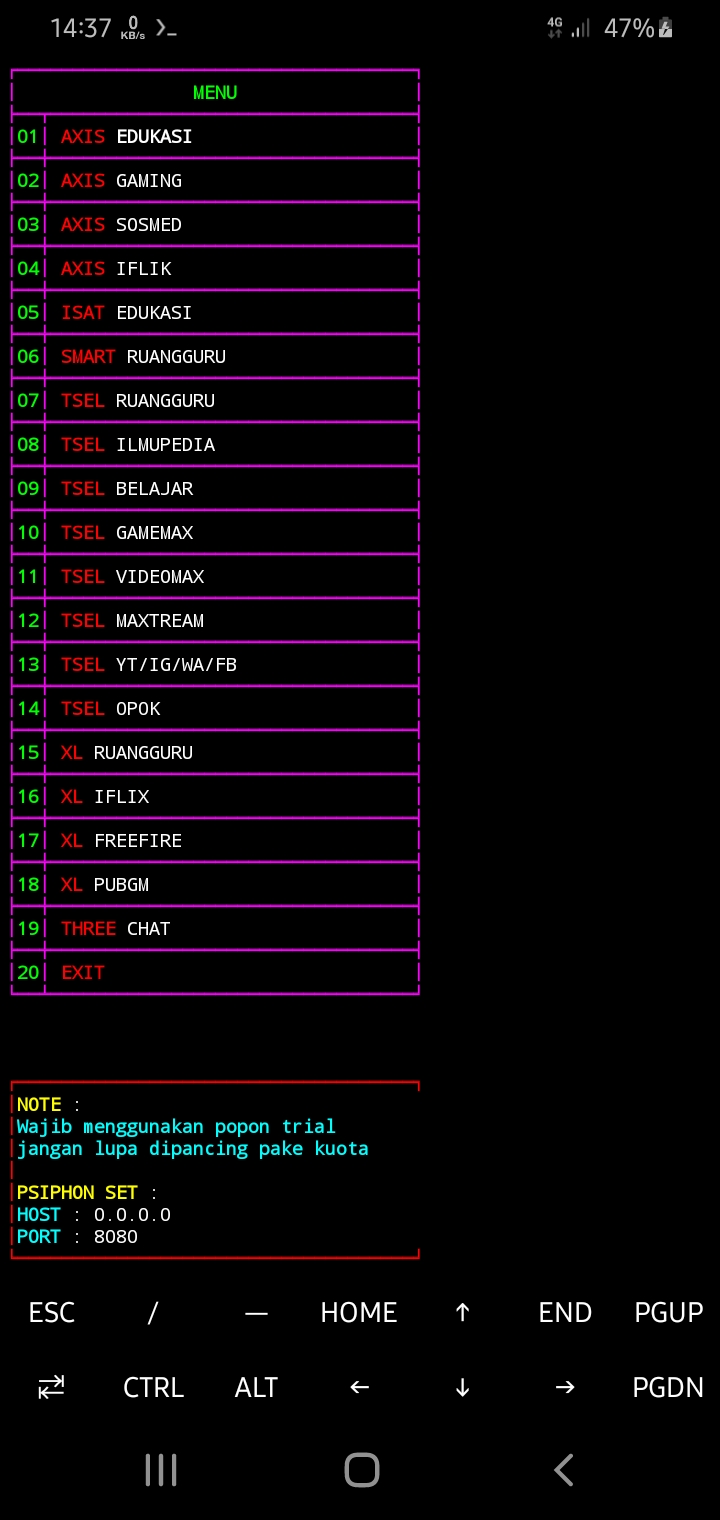 14:37 0 KB/s 4G 47%
MENU
01 AXIS EDUKASI
02 AXIS GAMING
03 AXIS SOSMED
04 AXIS IFLIK
05 ISAT EDUKASI
06 SMART RUANGGURU
07 TSEL RUANGGURU
08 TSEL ILMUPEDIA
09 TSEL BELAJAR
10 TSEL GAMEMAX
11 TSEL VIDEOMAX
12 TSEL MAXTREAM
13 TSEL YT/IG/WA/FB
14 TSEL OPOK
15 XL RUANGGURU
16 XL IFLIX
17 XL FREEFIRE
18 XL PUBGM
19 THREE CHAT
20 EXIT
NOTE :
Wajib menggunakan popon trial
jangan lupa dipancing pake kuota
PSIPHON SET :
HOST : 0.0.0.0
PORT : 8080
ESC / — HOME ↑ END PGUP
⇄ CTRL ALT ← ↓ → PGDN